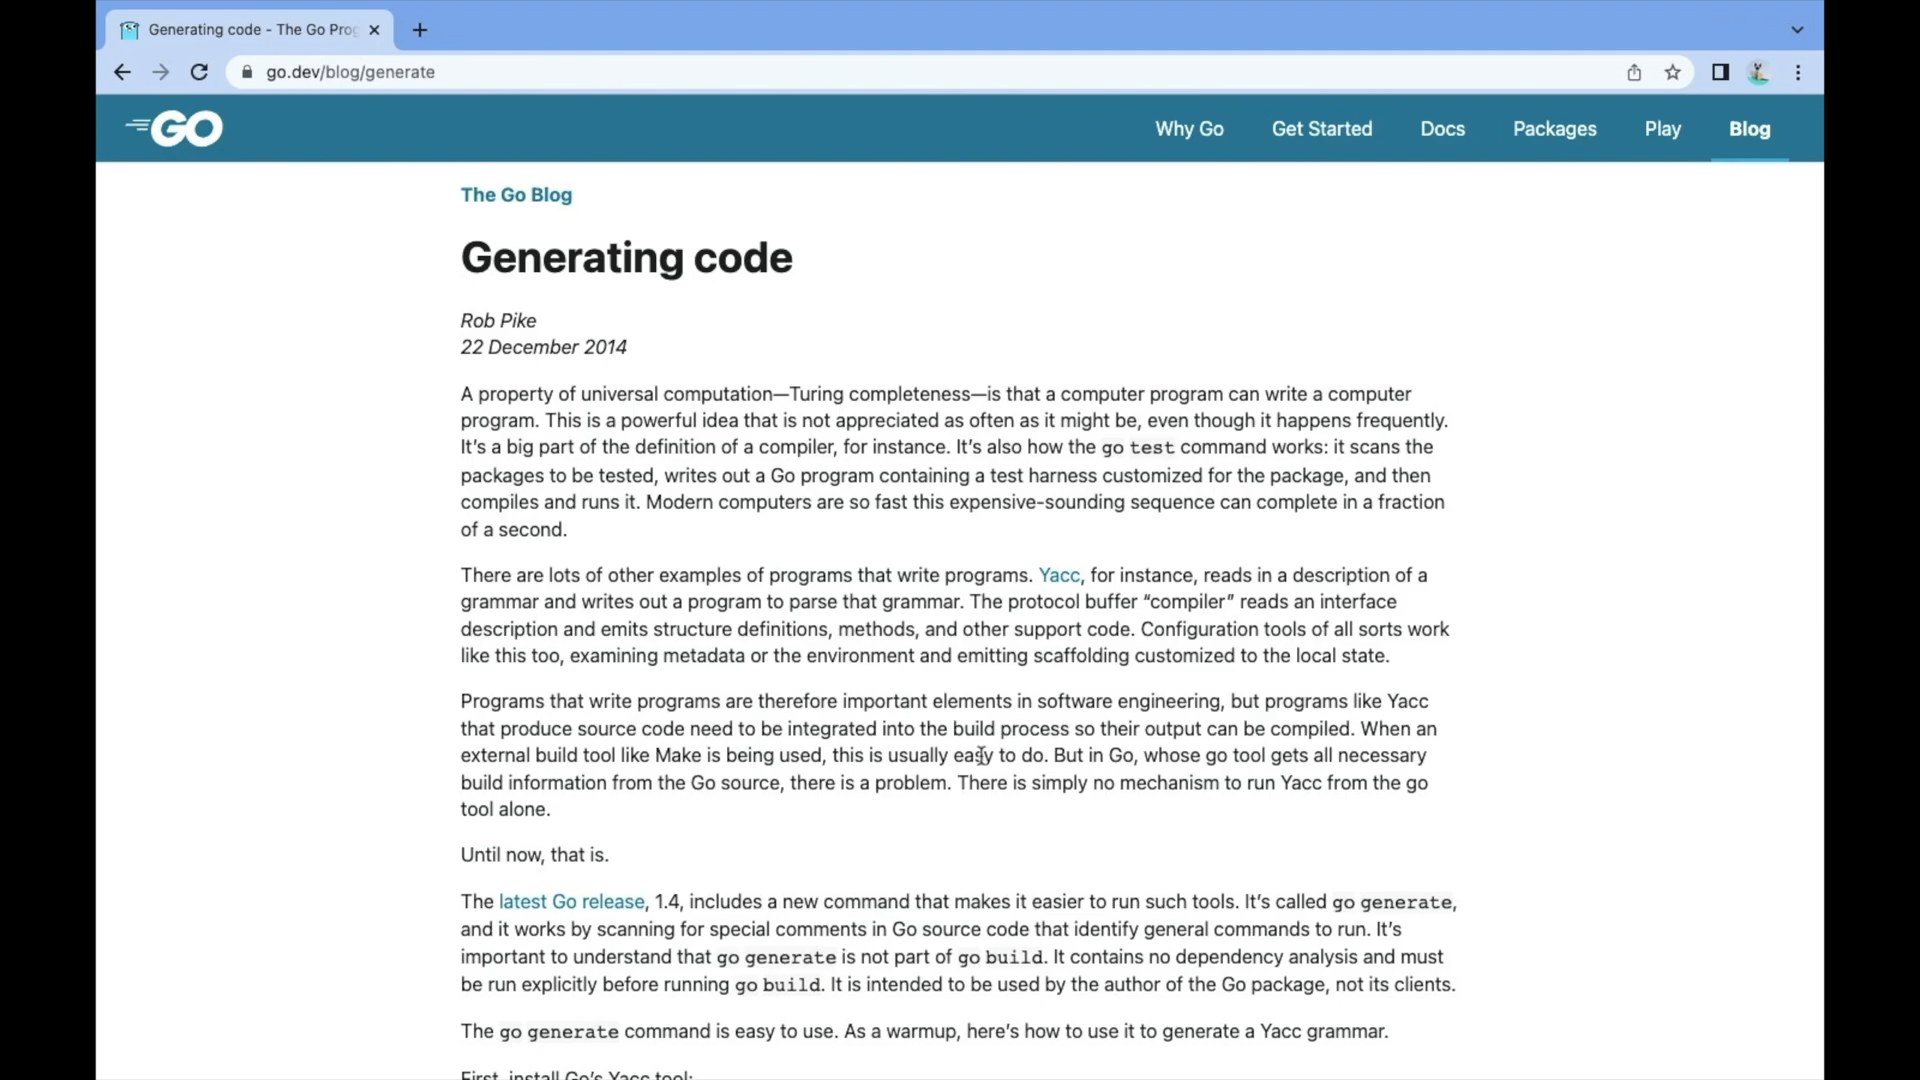 Generating code - The Go Prog
go.dev/blog/generate
GO
Why Go Get Started Docs Packages Play Blog
The Go Blog
Generating code
Rob Pike
22 December 2014
A property of universal computation—Turing completeness—is that a computer program can write a computer
program. This is a powerful idea that is not appreciated as often as it might be, even though it happens frequently.
It’s a big part of the definition of a compiler, for instance. It’s also how the go test command works: it scans the
packages to be tested, writes out a Go program containing a test harness customized for the package, and then
compiles and runs it. Modern computers are so fast this expensive-sounding sequence can complete in a fraction
of a second.
There are lots of other examples of programs that write programs. Yacc, for instance, reads in a description of a
grammar and writes out a program to parse that grammar. The protocol buffer “compiler” reads an interface
description and emits structure definitions, methods, and other support code. Configuration tools of all sorts work
like this too, examining metadata or the environment and emitting scaffolding customized to the local state.
Programs that write programs are therefore important elements in software engineering, but programs like Yacc
that produce source code need to be integrated into the build process so their output can be compiled. When an
external build tool like Make is being used, this is usually easy to do. But in Go, whose go tool gets all necessary
build information from the Go source, there is a problem. There is simply no mechanism to run Yacc from the go
tool alone.
Until now, that is.
The latest Go release, 1.4, includes a new command that makes it easier to run such tools. It’s called go generate,
and it works by scanning for special comments in Go source code that identify general commands to run. It’s
important to understand that go generate is not part of go build. It contains no dependency analysis and must
be run explicitly before running go build. It is intended to be used by the author of the Go package, not its clients.
The go generate command is easy to use. As a warmup, here’s how to use it to generate a Yacc grammar.
First, install Go’s Yacc tool: